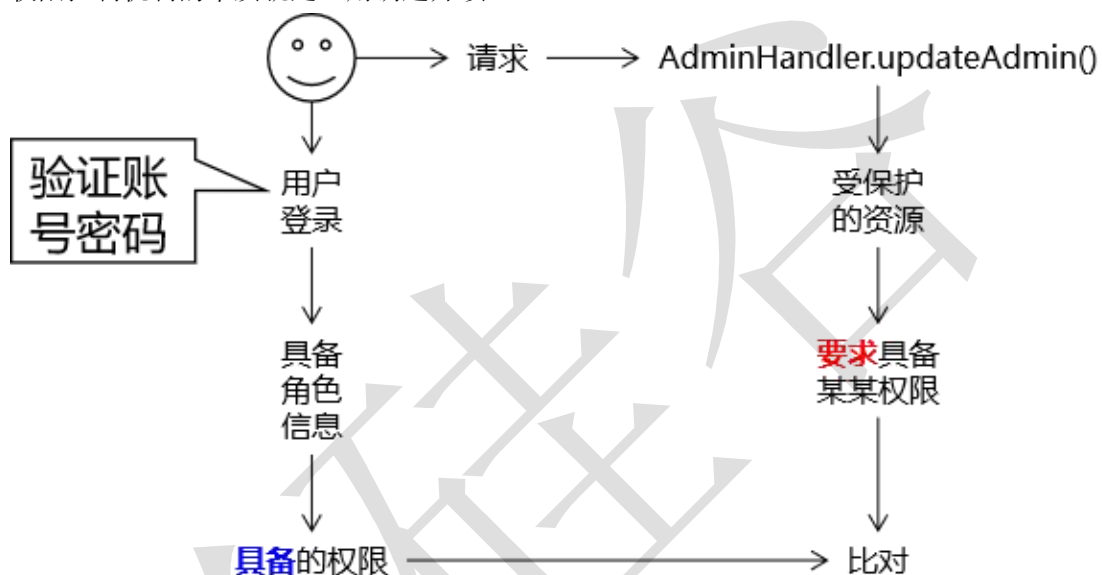 请求
AdminHandler.updateAdmin()
验证账
号密码
用户
登录
受保护
的资源
具备
角色
信息
要求具备
某某权限
具备的权限
比对